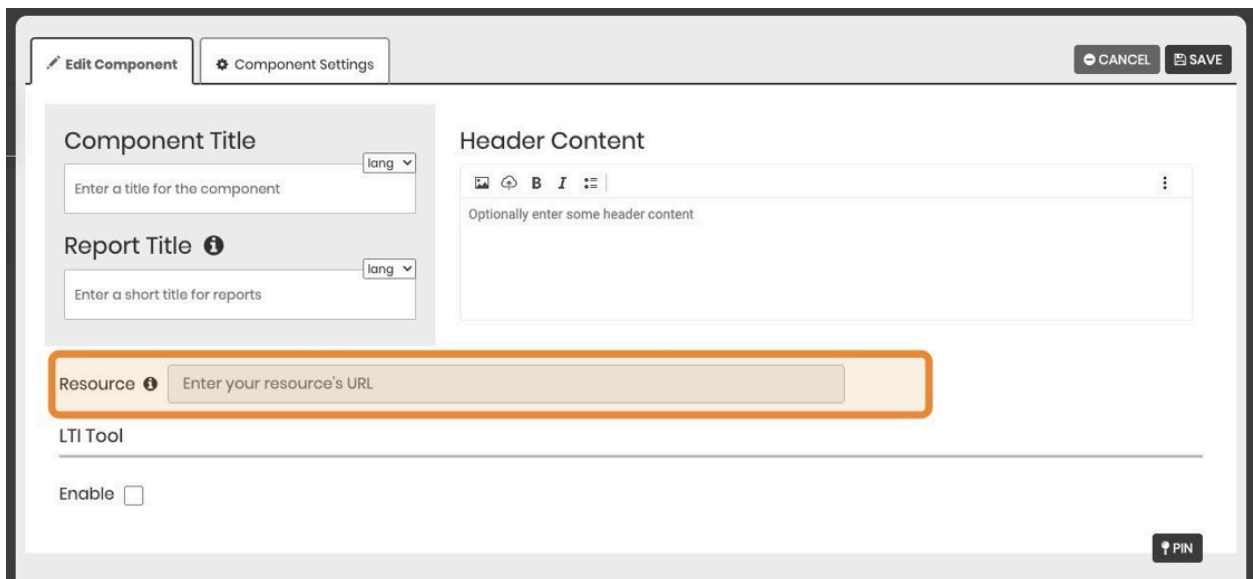 Edit Component
Component Settings
CANCEL
SAVE
Component Title
lang
Enter a title for the component
Report Title
lang
Enter a short title for reports
Header Content
B I
Optionally enter some header content
Resource
Enter your resource's URL
LTI Tool
Enable
PIN